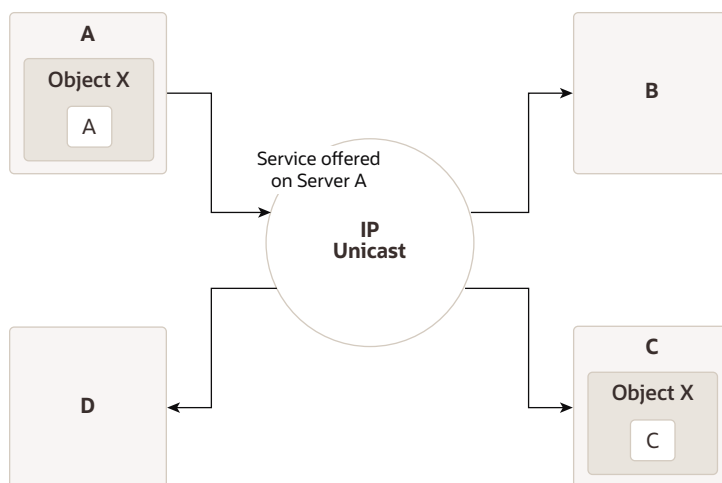 A
Object X
A
B
Service offered
on Server A
IP
Unicast
D
C
Object X
C